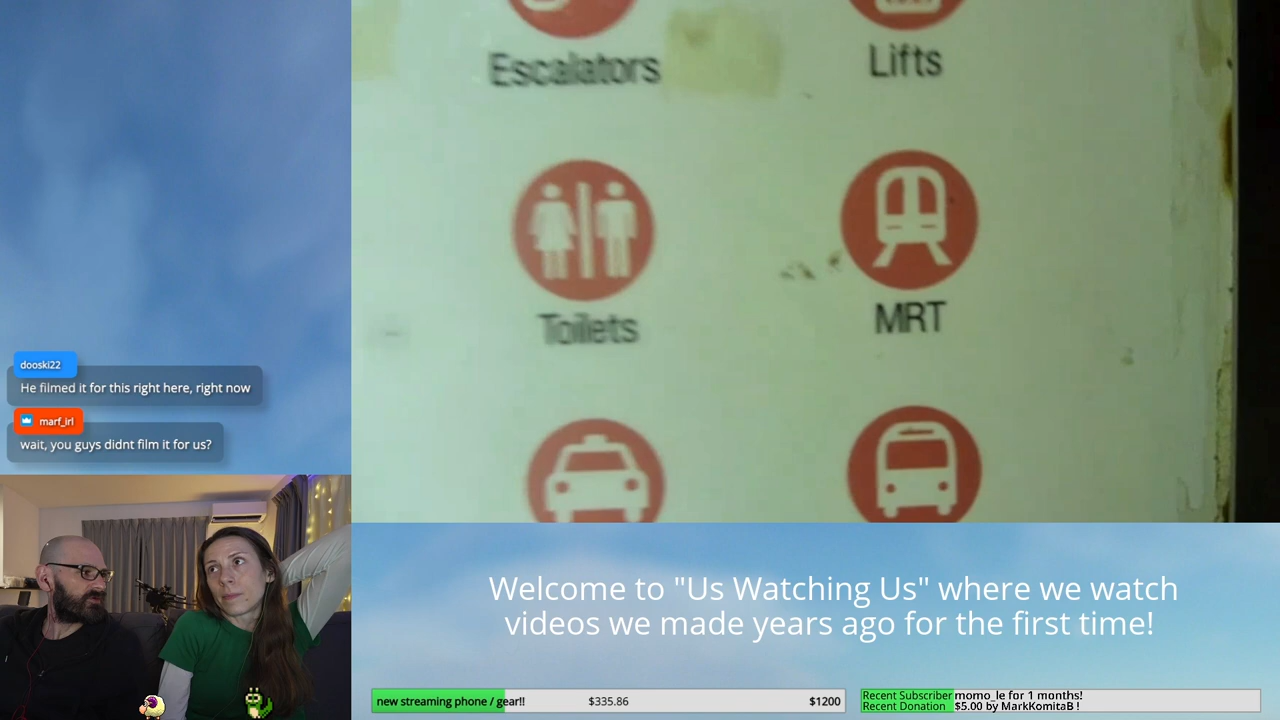 Escalators
Lifts
Toilets
MRT
dooski22
He filmed it for this right here, right now
marf_irl
wait, you guys didnt film it for us?
Welcome to "Us Watching Us" where we watch
videos we made years ago for the first time!
new streaming phone / gear!! $335.86 $1200
Recent Subscriber momo_le for 1 months!
Recent Donation $5.00 by MarkKomitaB !